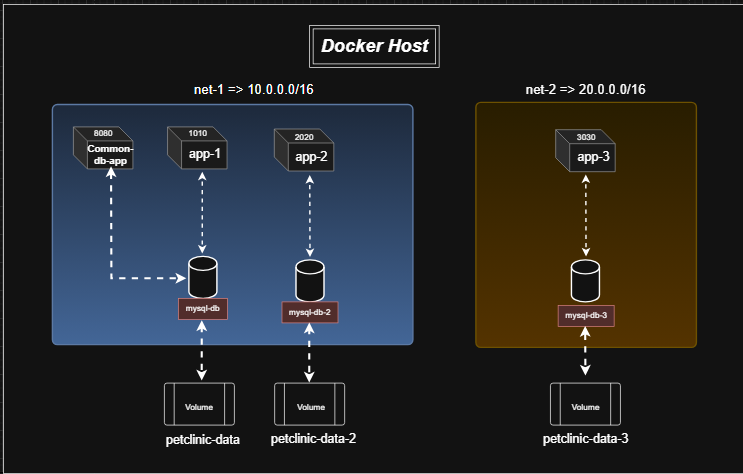 Docker Host
net-1 => 10.0.0.0/16
net-2 => 20.0.0.0/16
8080
Common-
db-app
1010
app-1
2020
app-2
3030
app-3
mysql-db
mysql-db-2
mysql-db-3
Volume
Volume
Volume
petclinic-data
petclinic-data-2
petclinic-data-3